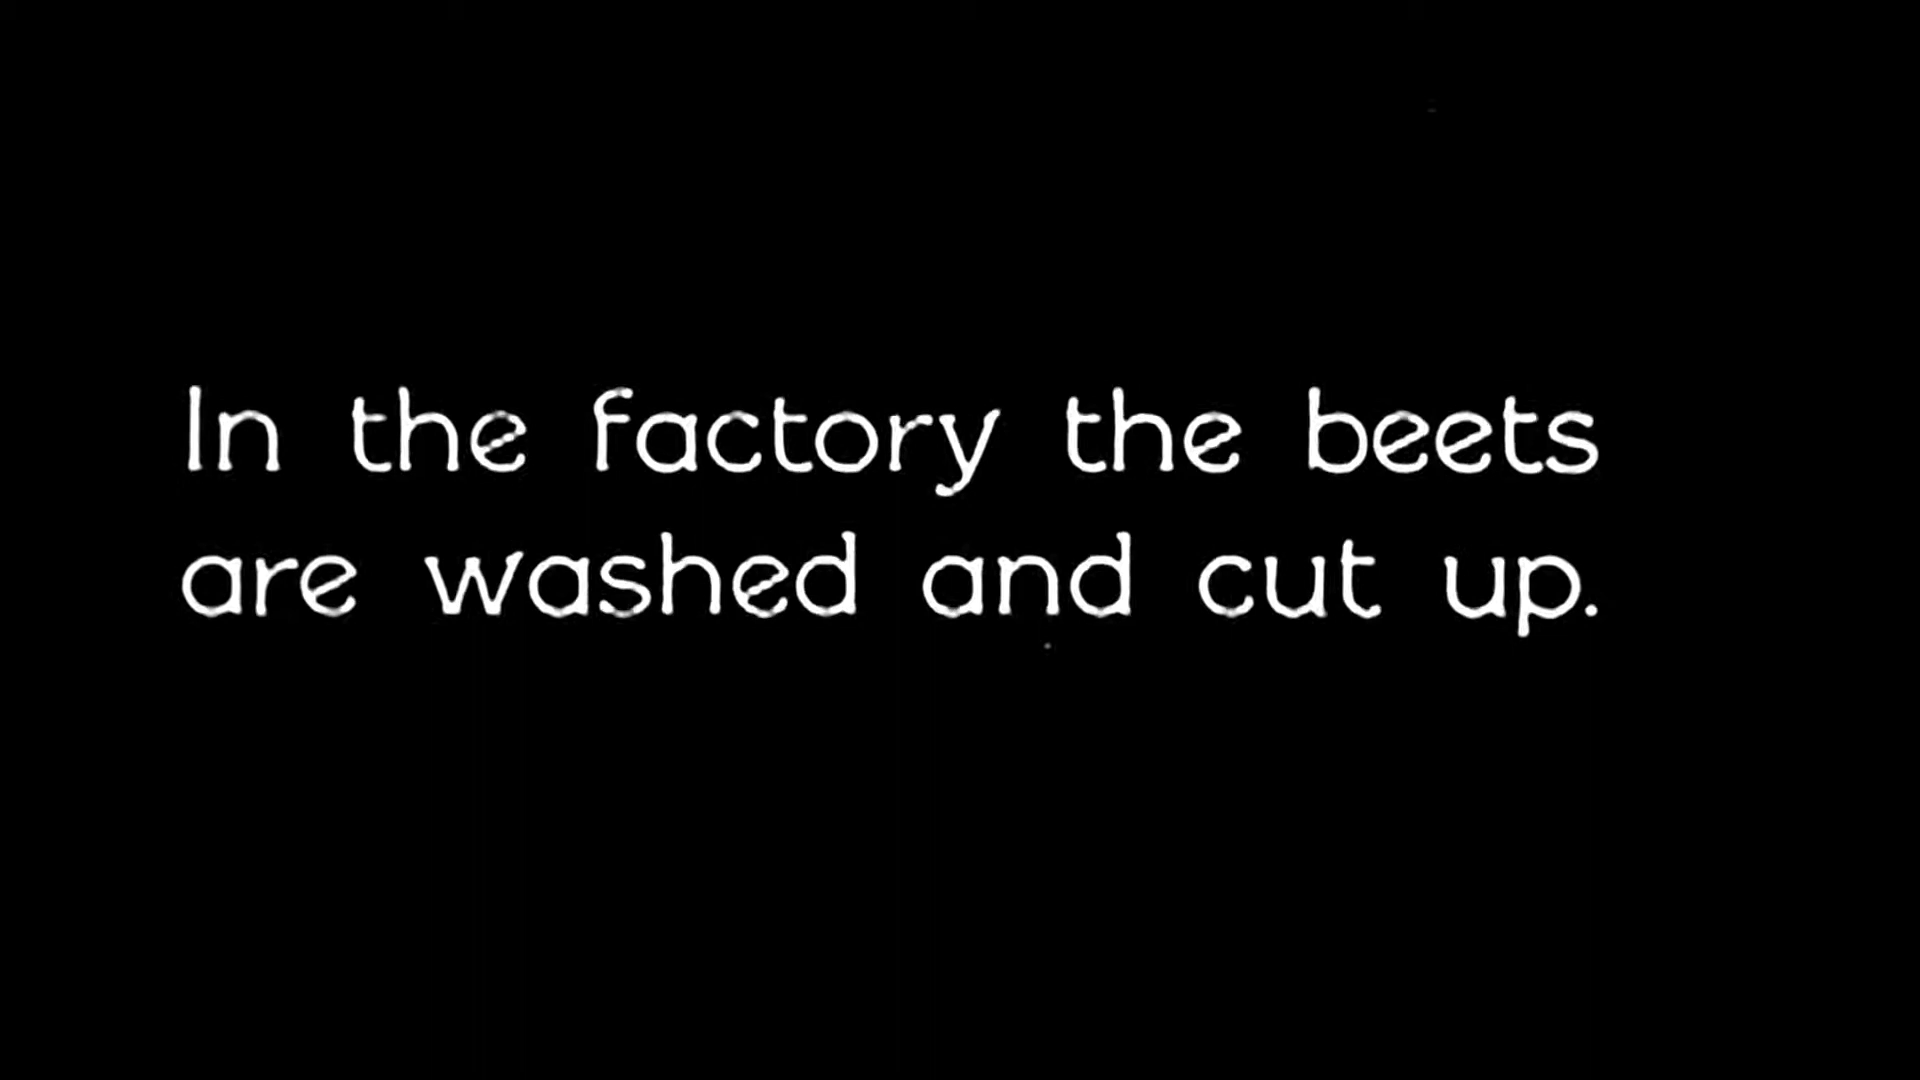 In the factory the beets
are washed and cut up.